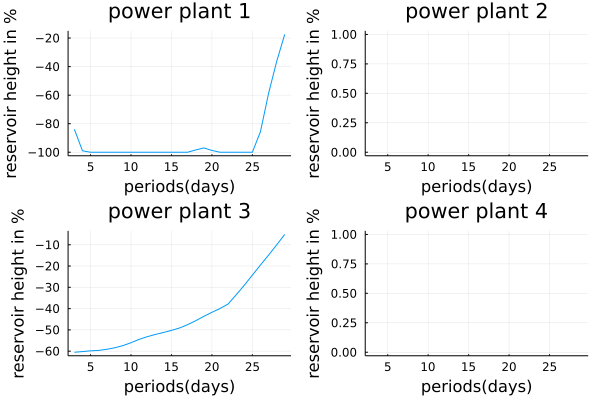 power plant 1
reservoir height in %
−20
−40
−60
−80
−100
5 10 15 20 25
periods(days)
power plant 2
reservoir height in %
1.00
0.75
0.50
0.25
0.00
5 10 15 20 25
periods(days)
power plant 3
reservoir height in %
−10
−20
−30
−40
−50
−60
5 10 15 20 25
periods(days)
power plant 4
reservoir height in %
1.00
0.75
0.50
0.25
0.00
5 10 15 20 25
periods(days)